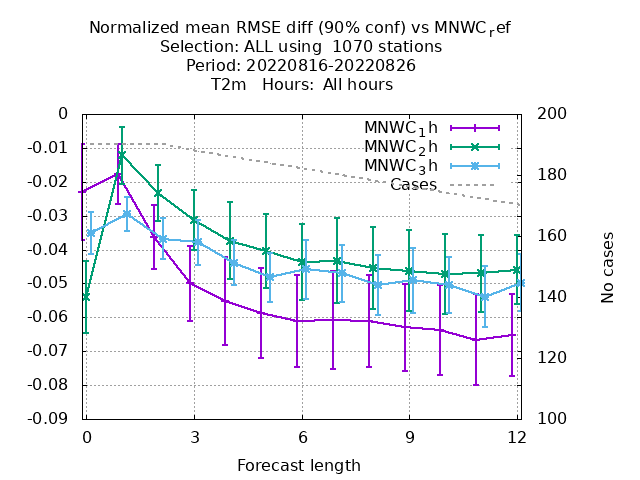 Normalized mean RMSE diff (90% conf) vs MNWC_ref
Selection: ALL using 1070 stations
Period: 20220816-20220826
T2m Hours: All hours
0
-0.01
-0.02
-0.03
-0.04
-0.05
-0.06
-0.07
-0.08
-0.09
200
180
160
140
120
100
MNWC_1h
MNWC_2h
MNWC_3h
Cases
No cases
0 3 6 9 12
Forecast length